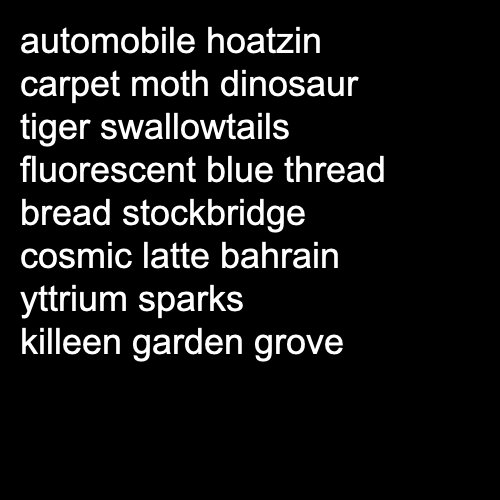 automobile hoatzin
carpet moth dinosaur
tiger swallowtails
fluorescent blue thread
bread stockbridge
cosmic latte bahrain
yttrium sparks
killeen garden grove